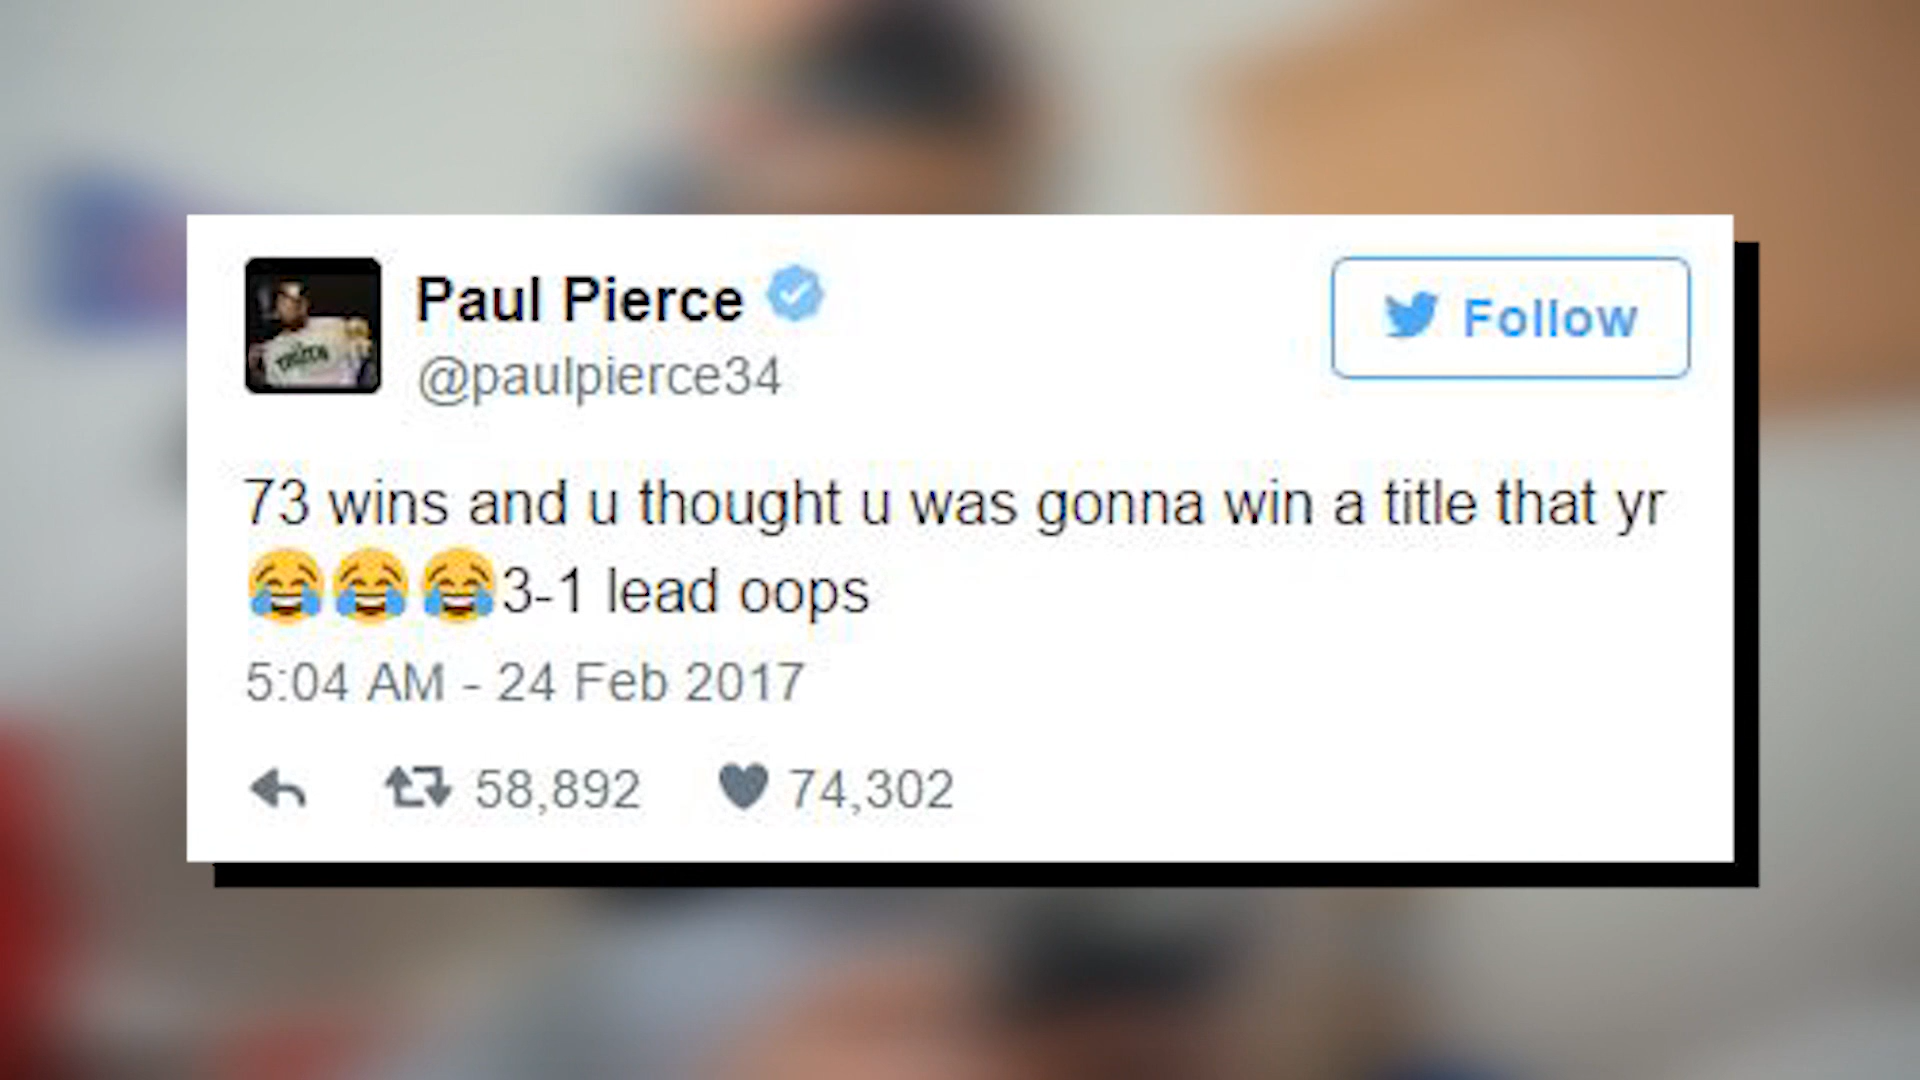 Paul Pierce
@paulpierce34
Follow
73 wins and u thought u was gonna win a title that yr
😂😂😂3-1 lead oops
5:04 AM - 24 Feb 2017
58,892 74,302